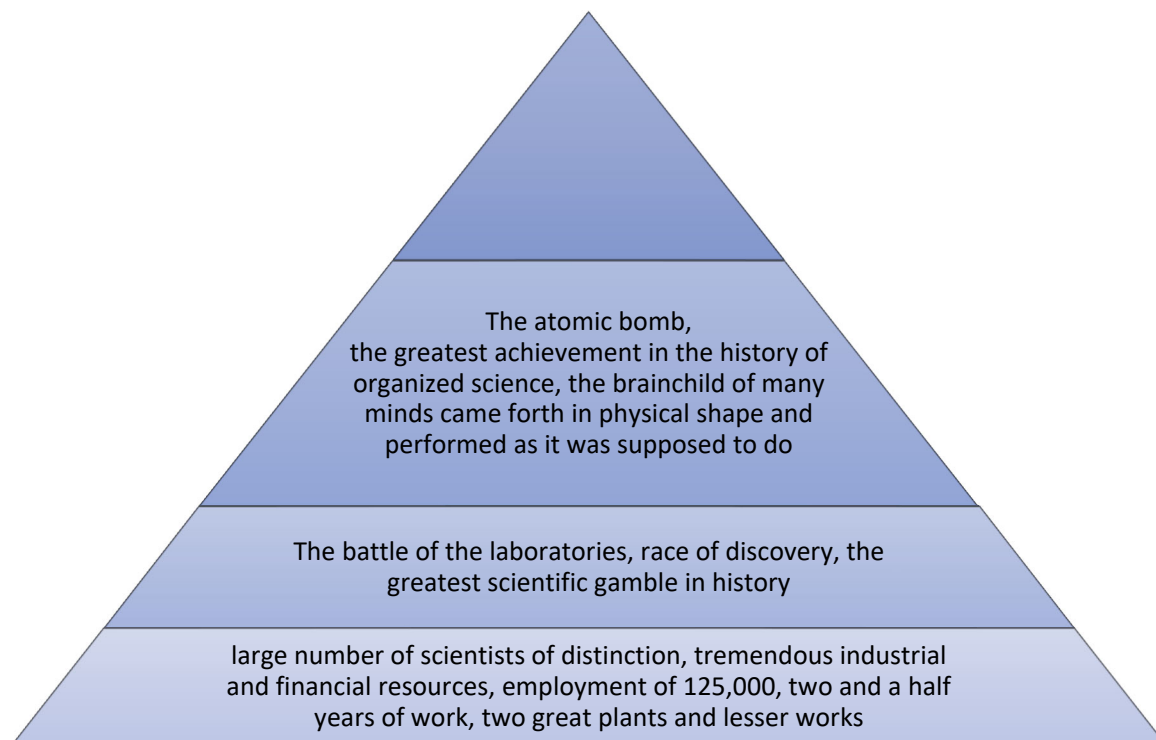 The atomic bomb,
the greatest achievement in the history of
organized science, the brainchild of many
minds came forth in physical shape and
performed as it was supposed to do
The battle of the laboratories, race of discovery, the
greatest scientific gamble in history
large number of scientists of distinction, tremendous industrial
and financial resources, employment of 125,000, two and a half
years of work, two great plants and lesser works